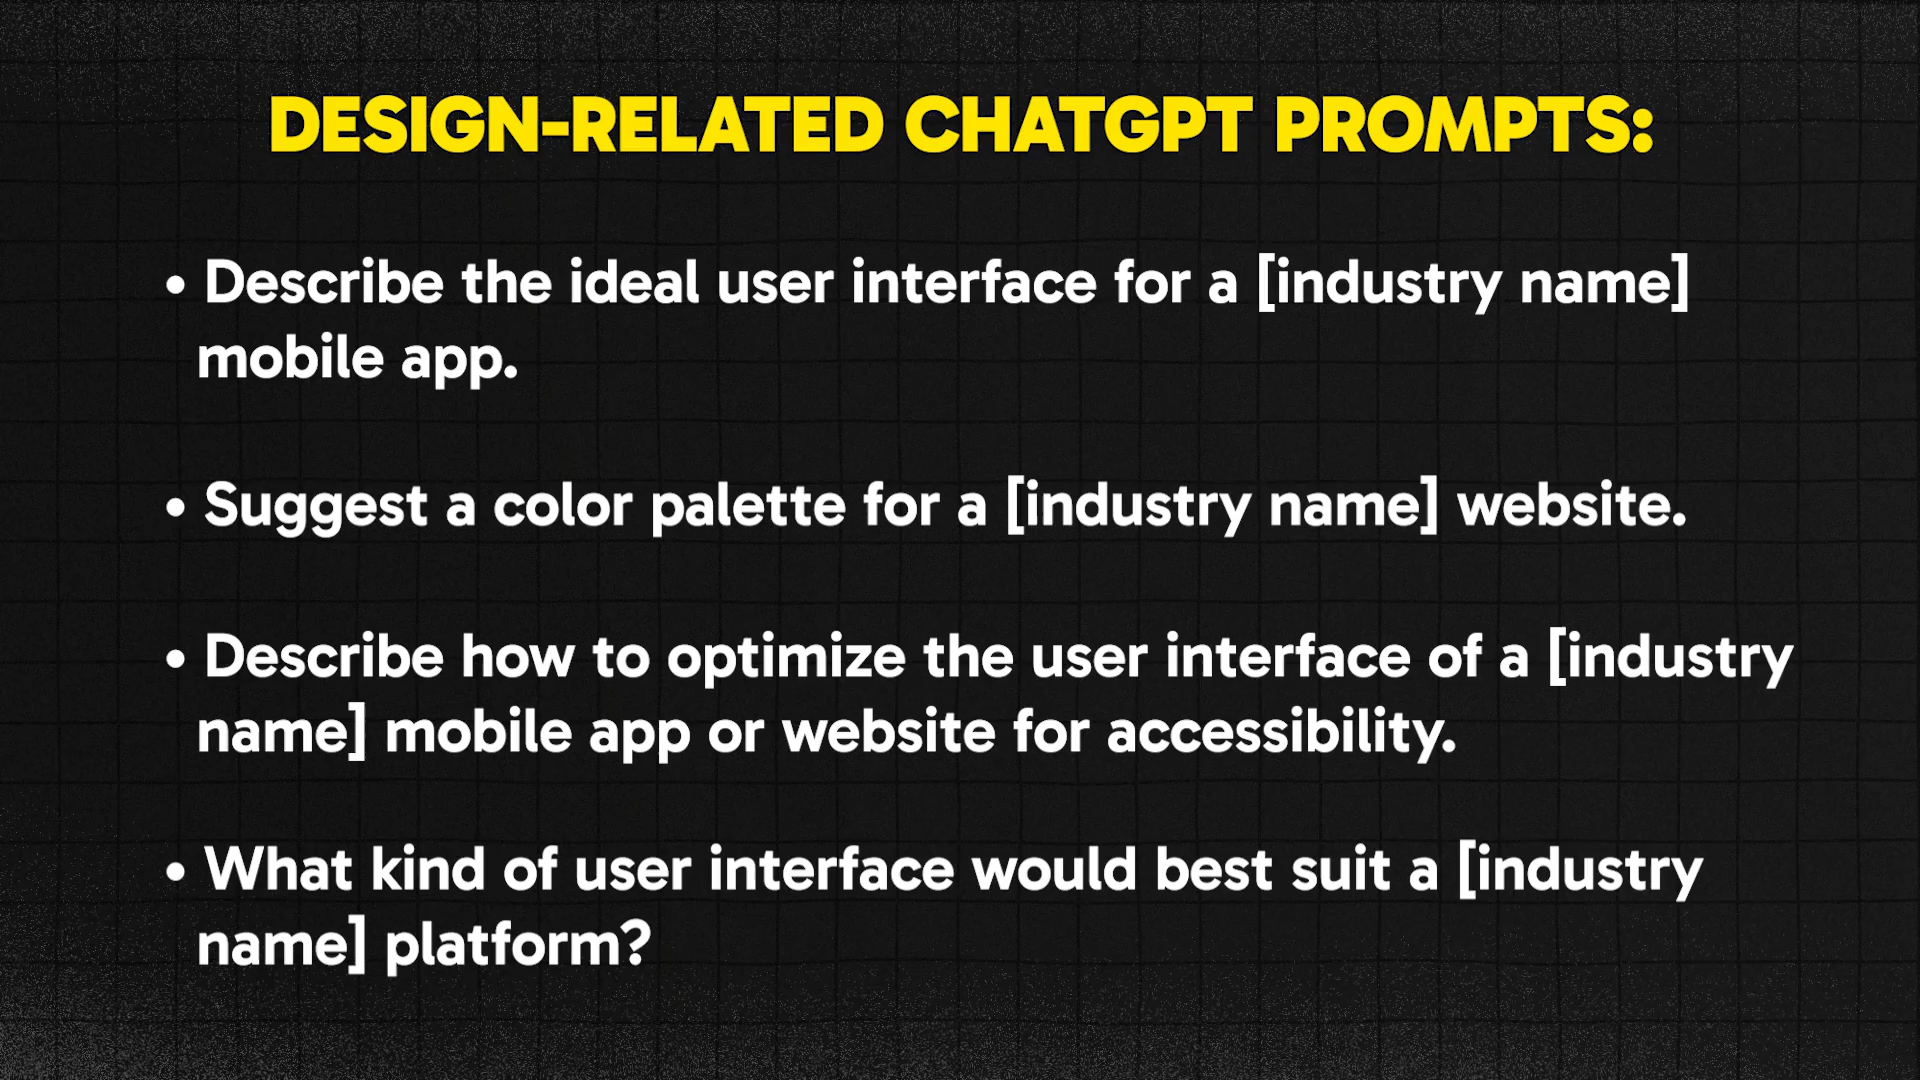 DESIGN-RELATED CHATGPT PROMPTS:
• Describe the ideal user interface for a [industry name]
mobile app.
• Suggest a color palette for a [industry name] website.
• Describe how to optimize the user interface of a [industry
name] mobile app or website for accessibility.
• What kind of user interface would best suit a [industry
name] platform?